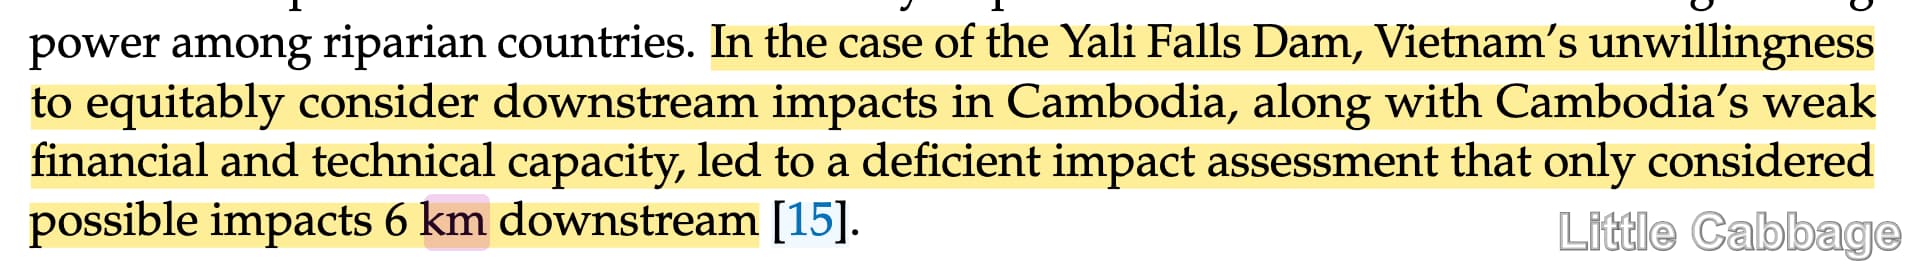 power among riparian countries. In the case of the Yali Falls Dam, Vietnam’s unwillingness
to equitably consider downstream impacts in Cambodia, along with Cambodia’s weak
financial and technical capacity, led to a deficient impact assessment that only considered
possible impacts 6 km downstream [15].
Little Cabbage